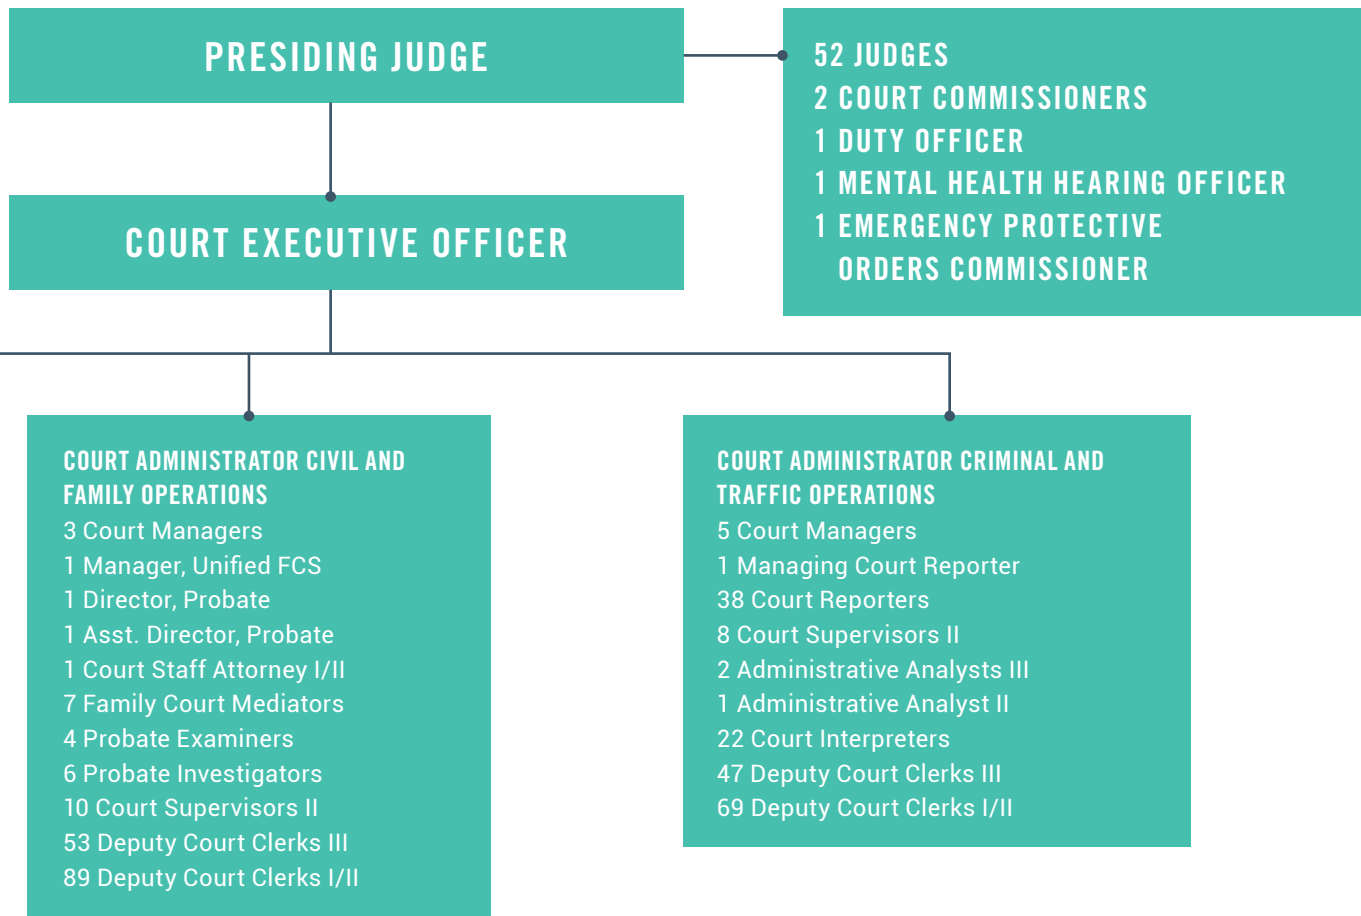 PRESIDING JUDGE
52 JUDGES
2 COURT COMMISSIONERS
1 DUTY OFFICER
1 MENTAL HEALTH HEARING OFFICER
1 EMERGENCY PROTECTIVE
ORDERS COMMISSIONER
COURT EXECUTIVE OFFICER
COURT ADMINISTRATOR CIVIL AND
FAMILY OPERATIONS
3 Court Managers
1 Manager, Unified FCS
1 Director, Probate
1 Asst. Director, Probate
1 Court Staff Attorney I/II
7 Family Court Mediators
4 Probate Examiners
6 Probate Investigators
10 Court Supervisors II
53 Deputy Court Clerks III
89 Deputy Court Clerks I/II
COURT ADMINISTRATOR CRIMINAL AND
TRAFFIC OPERATIONS
5 Court Managers
1 Managing Court Reporter
38 Court Reporters
8 Court Supervisors II
2 Administrative Analysts III
1 Administrative Analyst II
22 Court Interpreters
47 Deputy Court Clerks III
69 Deputy Court Clerks I/II